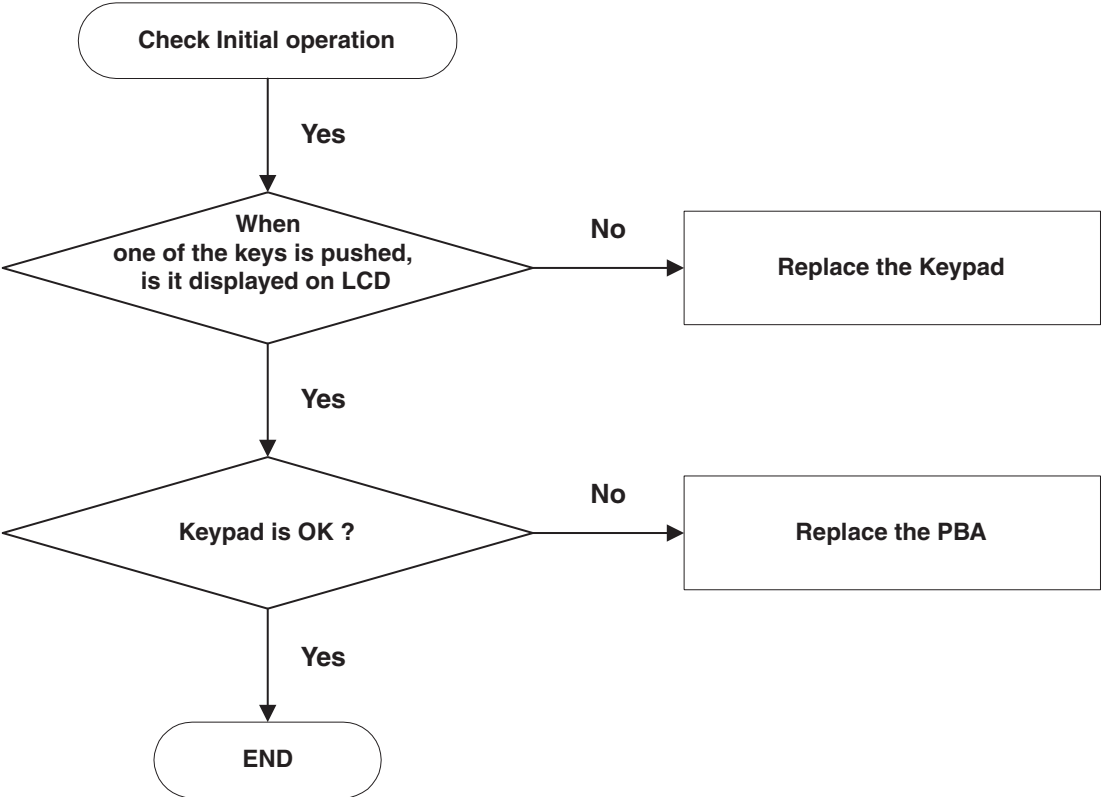 Check Initial operation
Yes
When
one of the keys is pushed,
is it displayed on LCD
No
Replace the Keypad
Yes
Keypad is OK ?
No
Replace the PBA
Yes
END